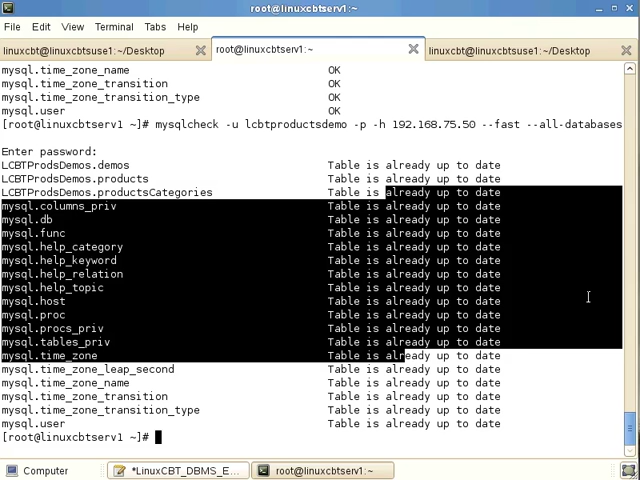 root@linuxcbtserv1:~
File Edit View Terminal Tabs Help
linuxcbt@linuxcbtsuse1:~/Desktop root@linuxcbtserv1:~ linuxcbt@linuxcbtsuse1:~/Desktop
mysql.time_zone_name OK
mysql.time_zone_transition OK
mysql.time_zone_transition_type OK
mysql.user OK
[root@linuxcbtserv1 ~]# mysqlcheck -u lcbtproductsdemo -p -h 192.168.75.50 --fast --all-databases
Enter password:
LCBTProdsDemos.demos Table is already up to date
LCBTProdsDemos.products Table is already up to date
LCBTProdsDemos.productsCategories Table is already up to date
mysql.columns_priv Table is already up to date
mysql.db Table is already up to date
mysql.func Table is already up to date
mysql.help_category Table is already up to date
mysql.help_keyword Table is already up to date
mysql.help_relation Table is already up to date
mysql.help_topic Table is already up to date
mysql.host Table is already up to date
mysql.proc Table is already up to date
mysql.procs_priv Table is already up to date
mysql.tables_priv Table is already up to date
mysql.time_zone Table is already up to date
mysql.time_zone_leap_second Table is already up to date
mysql.time_zone_name Table is already up to date
mysql.time_zone_transition Table is already up to date
mysql.time_zone_transition_type Table is already up to date
mysql.user Table is already up to date
[root@linuxcbtserv1 ~]#
Computer *LinuxCBT_DBMS_E... root@linuxcbtserv1:~